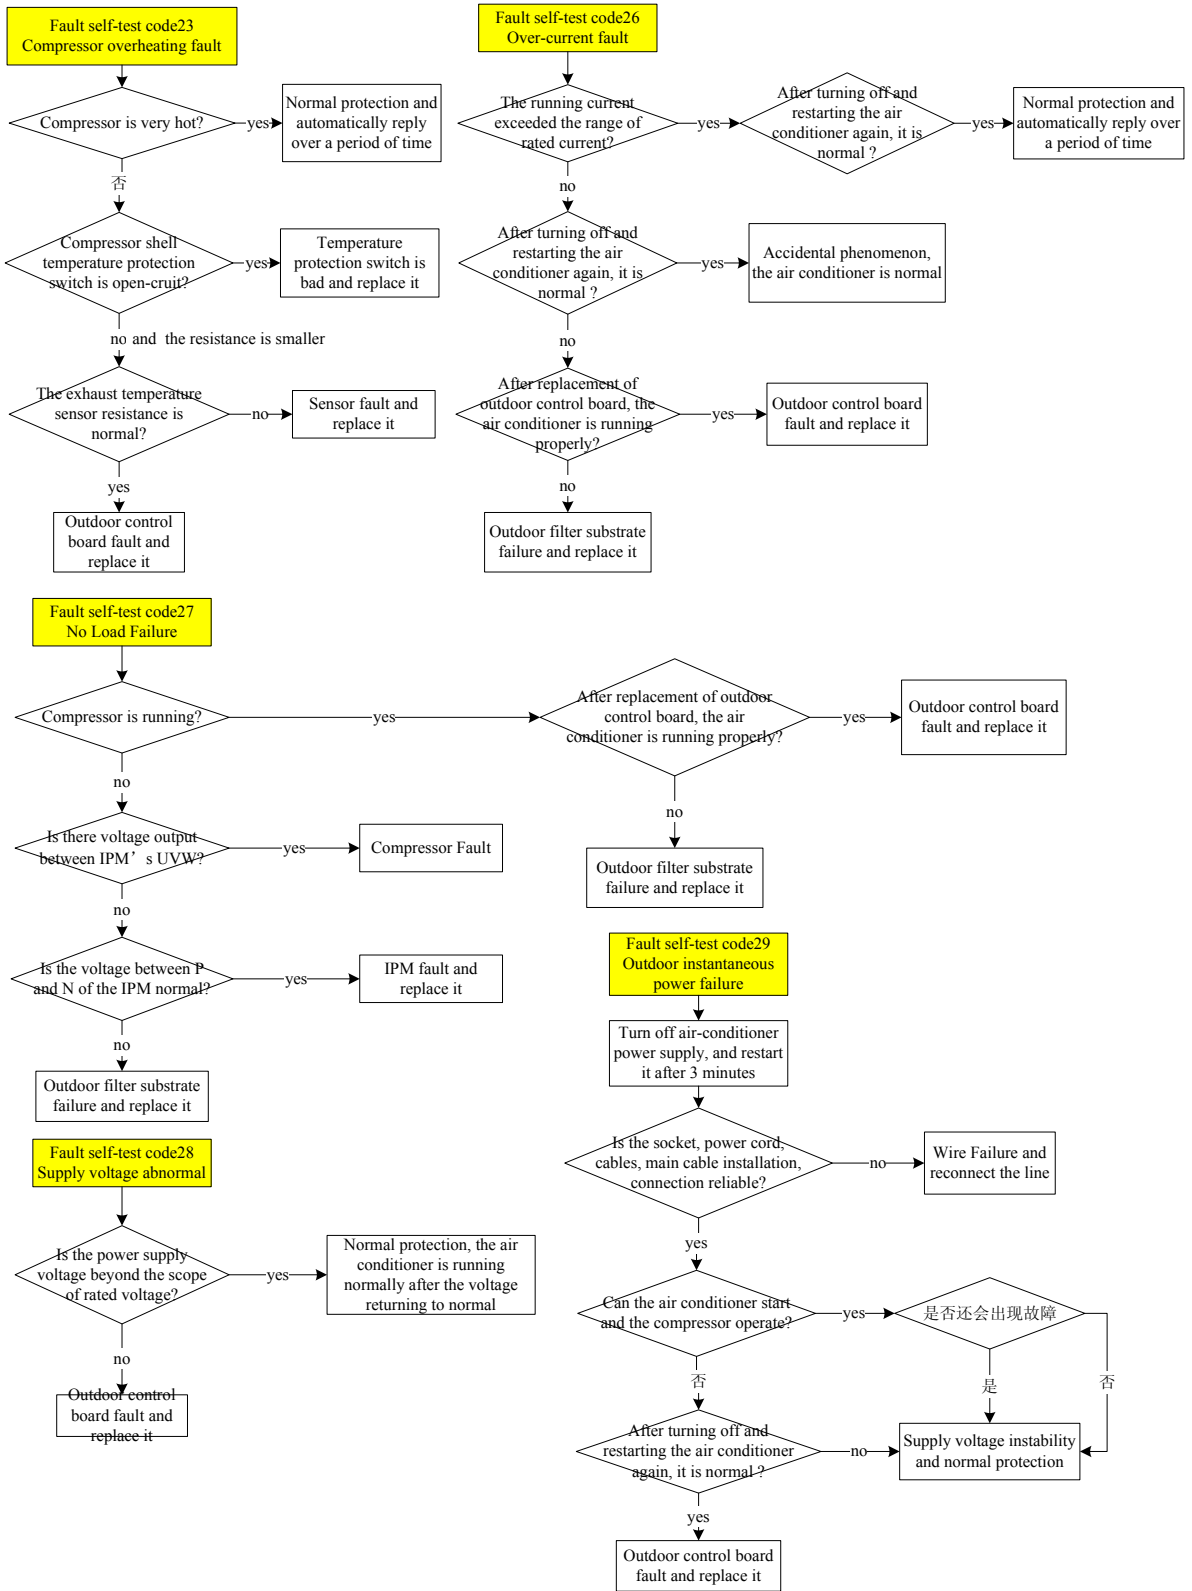 Fault self-test code23
Compressor overheating fault
Compressor is very hot?
yes
Normal protection and
automatically reply
over a period of time
否
Compressor shell
temperature protection
switch is open-cruit?
yes
Temperature
protection switch is
bad and replace it
no and the resistance is smaller
The exhaust temperature
sensor resistance is
normal?
no
Sensor fault and
replace it
yes
Outdoor control
board fault and
replace it
Fault self-test code26
Over-current fault
The running current
exceeded the range of
rated current?
yes
After turning off and
restarting the air
conditioner again, it is
normal ?
yes
Normal protection and
automatically reply over
a period of time
no
After turning off and
restarting the air
conditioner again, it is
normal ?
yes
Accidental phenomenon,
the air conditioner is normal
no
After replacement of
outdoor control board, the
air conditioner is running
properly?
yes
Outdoor control board
fault and replace it
no
Outdoor filter substrate
failure and replace it
Fault self-test code27
No Load Failure
Compressor is running?
yes
After replacement of outdoor
control board, the air
conditioner is running properly?
yes
Outdoor control board
fault and replace it
no
Outdoor filter substrate
failure and replace it
no
Is there voltage output
between IPM’ s UVW?
yes
Compressor Fault
no
Is the voltage between P
and N of the IPM normal?
yes
IPM fault and
replace it
no
Outdoor filter substrate
failure and replace it
Fault self-test code28
Supply voltage abnormal
Is the power supply
voltage beyond the scope
of rated voltage?
yes
Normal protection, the air
conditioner is running
normally after the voltage
returning to normal
no
Outdoor control
board fault and
replace it
Fault self-test code29
Outdoor instantaneous
power failure
Turn off air-conditioner
power supply, and restart
it after 3 minutes
Is the socket, power cord,
cables, main cable installation,
connection reliable?
no
Wire Failure and
reconnect the line
yes
Can the air conditioner start
and the compressor operate?
yes
是否还会出现故障
是
否
否
After turning off and
restarting the air conditioner
again, it is normal ?
no
Supply voltage instability
and normal protection
yes
Outdoor control board
fault and replace it